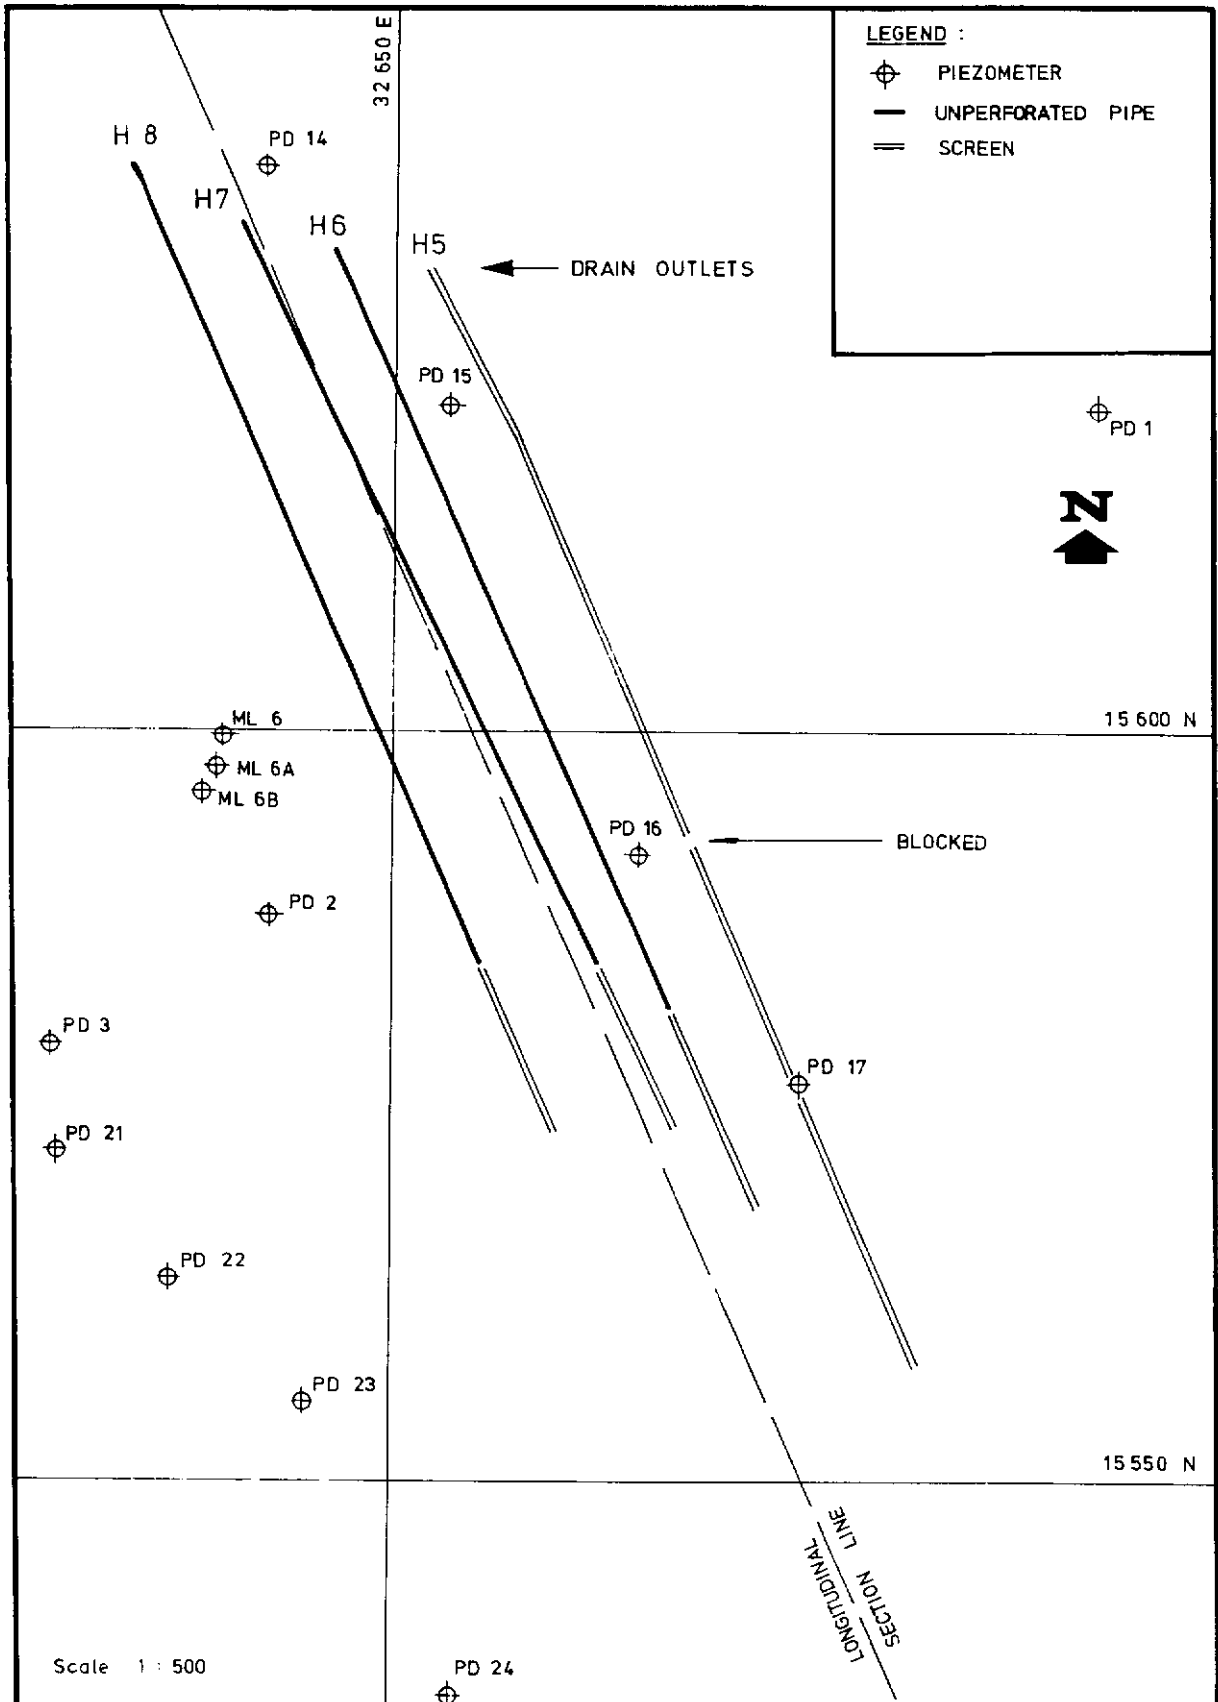 32 650 E
LEGEND :
PIEZOMETER
UNPERFORATED PIPE
SCREEN
H 8
PD 14
H7
H6
H5
DRAIN OUTLETS
PD 15
PD 1
N
ML 6
15 600 N
ML 6A
ML 6B
PD 16
BLOCKED
PD 2
PD 3
PD 17
PD 21
PD 22
PD 23
15 550 N
LONGITUDINAL
SECTION LINE
Scale 1 : 500
PD 24